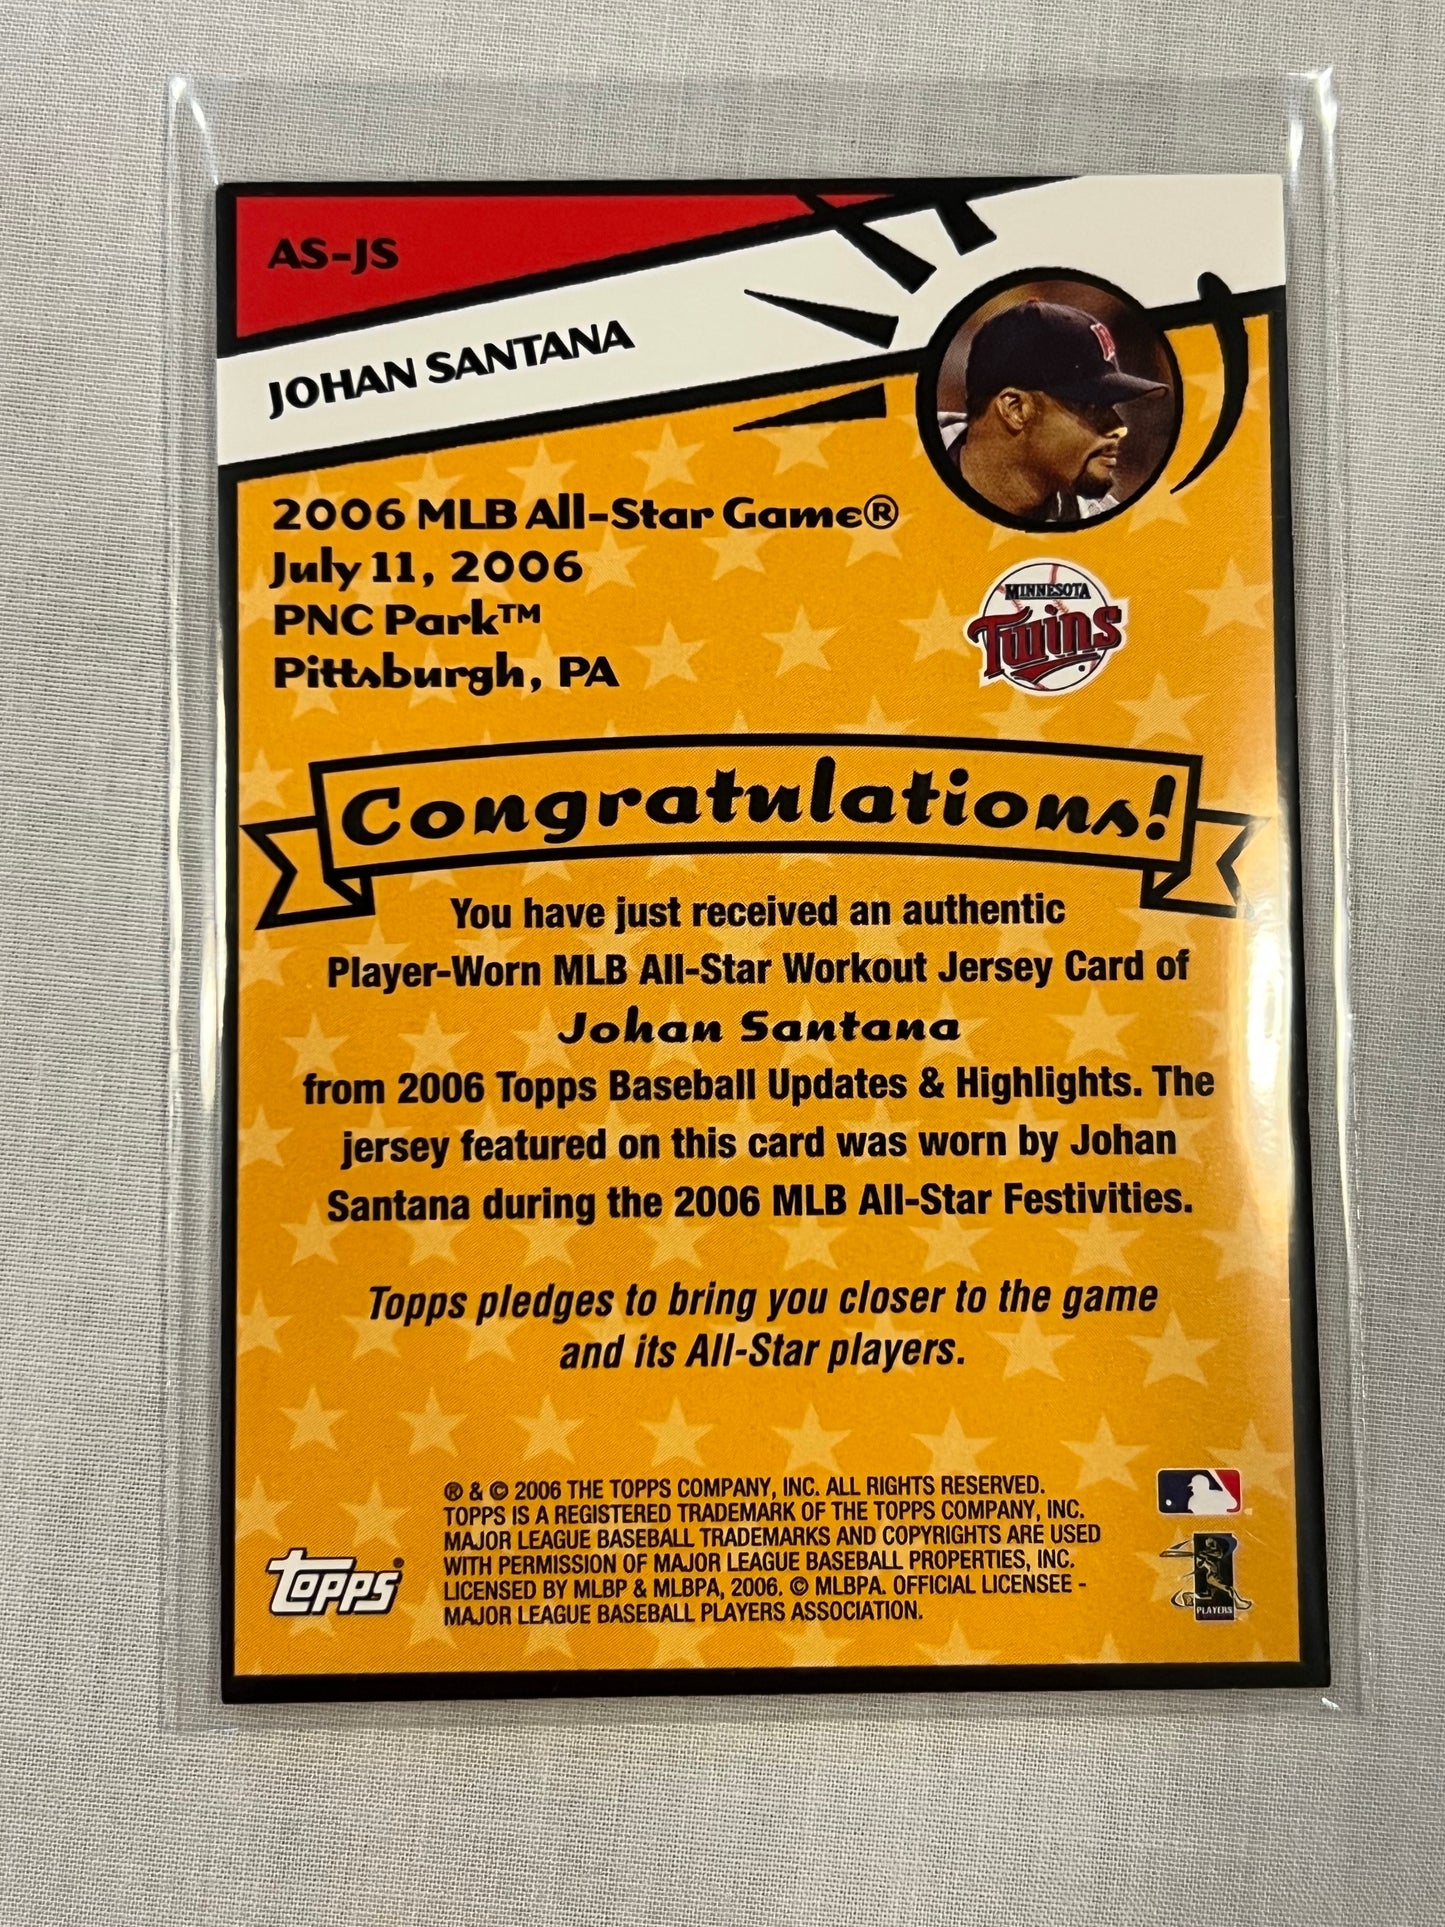 AS-JS
JOHAN SANTANA
2006 MLB All-Star Game®
July 11, 2006
PNC Park™
Pittsburgh, PA
MINNESOTA
Twins
Congratulations!
You have just received an authentic
Player-Worn MLB All-Star Workout Jersey Card of
Johan Santana
from 2006 Topps Baseball Updates & Highlights. The
jersey featured on this card was worn by Johan
Santana during the 2006 MLB All-Star Festivities.
Topps pledges to bring you closer to the game
and its All-Star players.
® & © 2006 THE TOPPS COMPANY, INC. ALL RIGHTS RESERVED.
TOPPS IS A REGISTERED TRADEMARK OF THE TOPPS COMPANY, INC.
MAJOR LEAGUE BASEBALL TRADEMARKS AND COPYRIGHTS ARE USED
WITH PERMISSION OF MAJOR LEAGUE BASEBALL PROPERTIES, INC.
LICENSED BY MLBP & MLBPA, 2006. © MLBPA. OFFICIAL LICENSEE -
MAJOR LEAGUE BASEBALL PLAYERS ASSOCIATION.
Topps®
PLAYERS